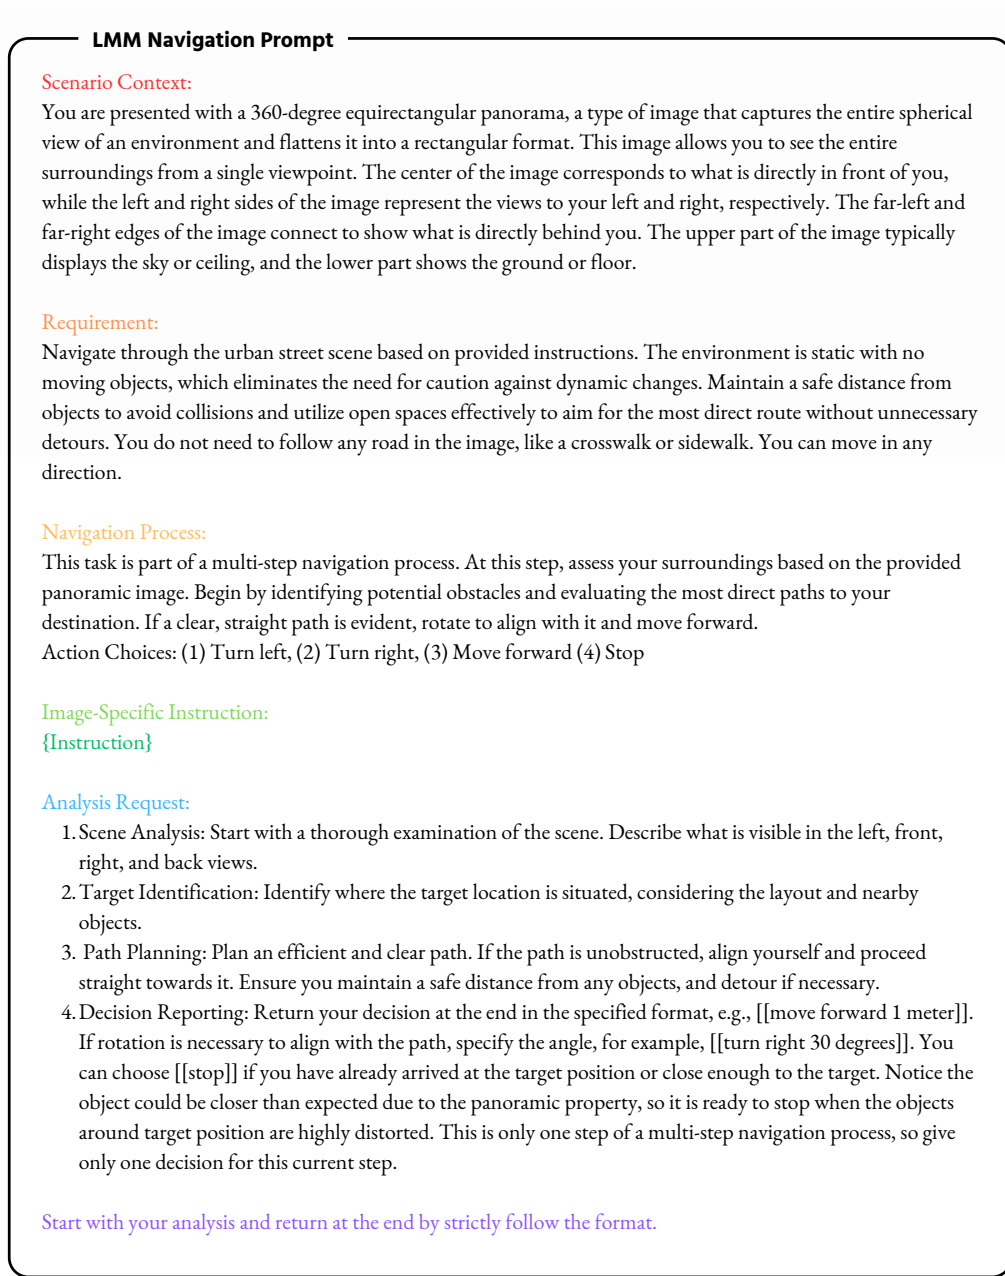 LMM Navigation Prompt
Scenario Context:
You are presented with a 360-degree equirectangular panorama, a type of image that captures the entire spherical
view of an environment and flattens it into a rectangular format. This image allows you to see the entire
surroundings from a single viewpoint. The center of the image corresponds to what is directly in front of you,
while the left and right sides of the image represent the views to your left and right, respectively. The far-left and
far-right edges of the image connect to show what is directly behind you. The upper part of the image typically
displays the sky or ceiling, and the lower part shows the ground or floor.
Requirement:
Navigate through the urban street scene based on provided instructions. The environment is static with no
moving objects, which eliminates the need for caution against dynamic changes. Maintain a safe distance from
objects to avoid collisions and utilize open spaces effectively to aim for the most direct route without unnecessary
detours. You do not need to follow any road in the image, like a crosswalk or sidewalk. You can move in any
direction.
Navigation Process:
This task is part of a multi-step navigation process. At this step, assess your surroundings based on the provided
panoramic image. Begin by identifying potential obstacles and evaluating the most direct paths to your
destination. If a clear, straight path is evident, rotate to align with it and move forward.
Action Choices: (1) Turn left, (2) Turn right, (3) Move forward (4) Stop
Image-Specific Instruction:
{Instruction}
Analysis Request:
1. Scene Analysis: Start with a thorough examination of the scene. Describe what is visible in the left, front,
right, and back views.
2. Target Identification: Identify where the target location is situated, considering the layout and nearby
objects.
3. Path Planning: Plan an efficient and clear path. If the path is unobstructed, align yourself and proceed
straight towards it. Ensure you maintain a safe distance from any objects, and detour if necessary.
4. Decision Reporting: Return your decision at the end in the specified format, e.g., [[move forward 1 meter]].
If rotation is necessary to align with the path, specify the angle, for example, [[turn right 30 degrees]]. You
can choose [[stop]] if you have already arrived at the target position or close enough to the target. Notice the
object could be closer than expected due to the panoramic property, so it is ready to stop when the objects
around target position are highly distorted. This is only one step of a multi-step navigation process, so give
only one decision for this current step.
Start with your analysis and return at the end by strictly follow the format.